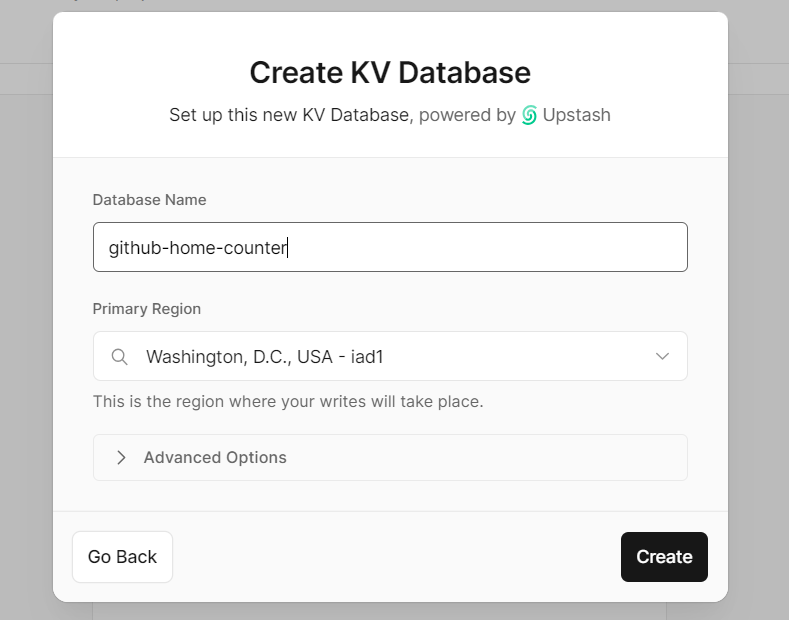 Create KV Database
Set up this new KV Database, powered by Upstash
Database Name
github-home-counter
Primary Region
Washington, D.C., USA - iad1
This is the region where your writes will take place.
Advanced Options
Go Back
Create